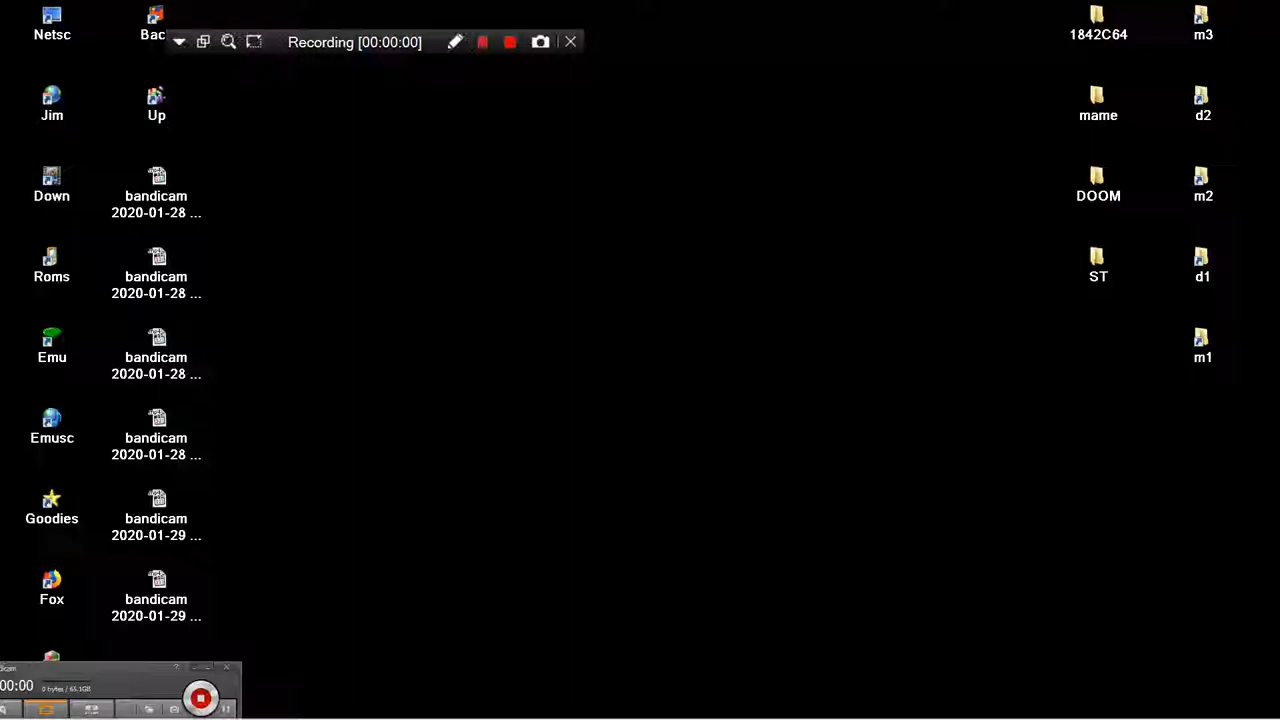 Netsc
Bac
Recording [00:00:00]
1842C64
m3
Jim
Up
mame
d2
Down
bandicam
2020-01-28 ...
DOOM
m2
Roms
bandicam
2020-01-28 ...
ST
d1
Emu
bandicam
2020-01-28 ...
m1
Emusc
bandicam
2020-01-28 ...
Goodies
bandicam
2020-01-29 ...
Fox
bandicam
2020-01-29 ...
dicam
00:00
0 bytes / 65.1GB